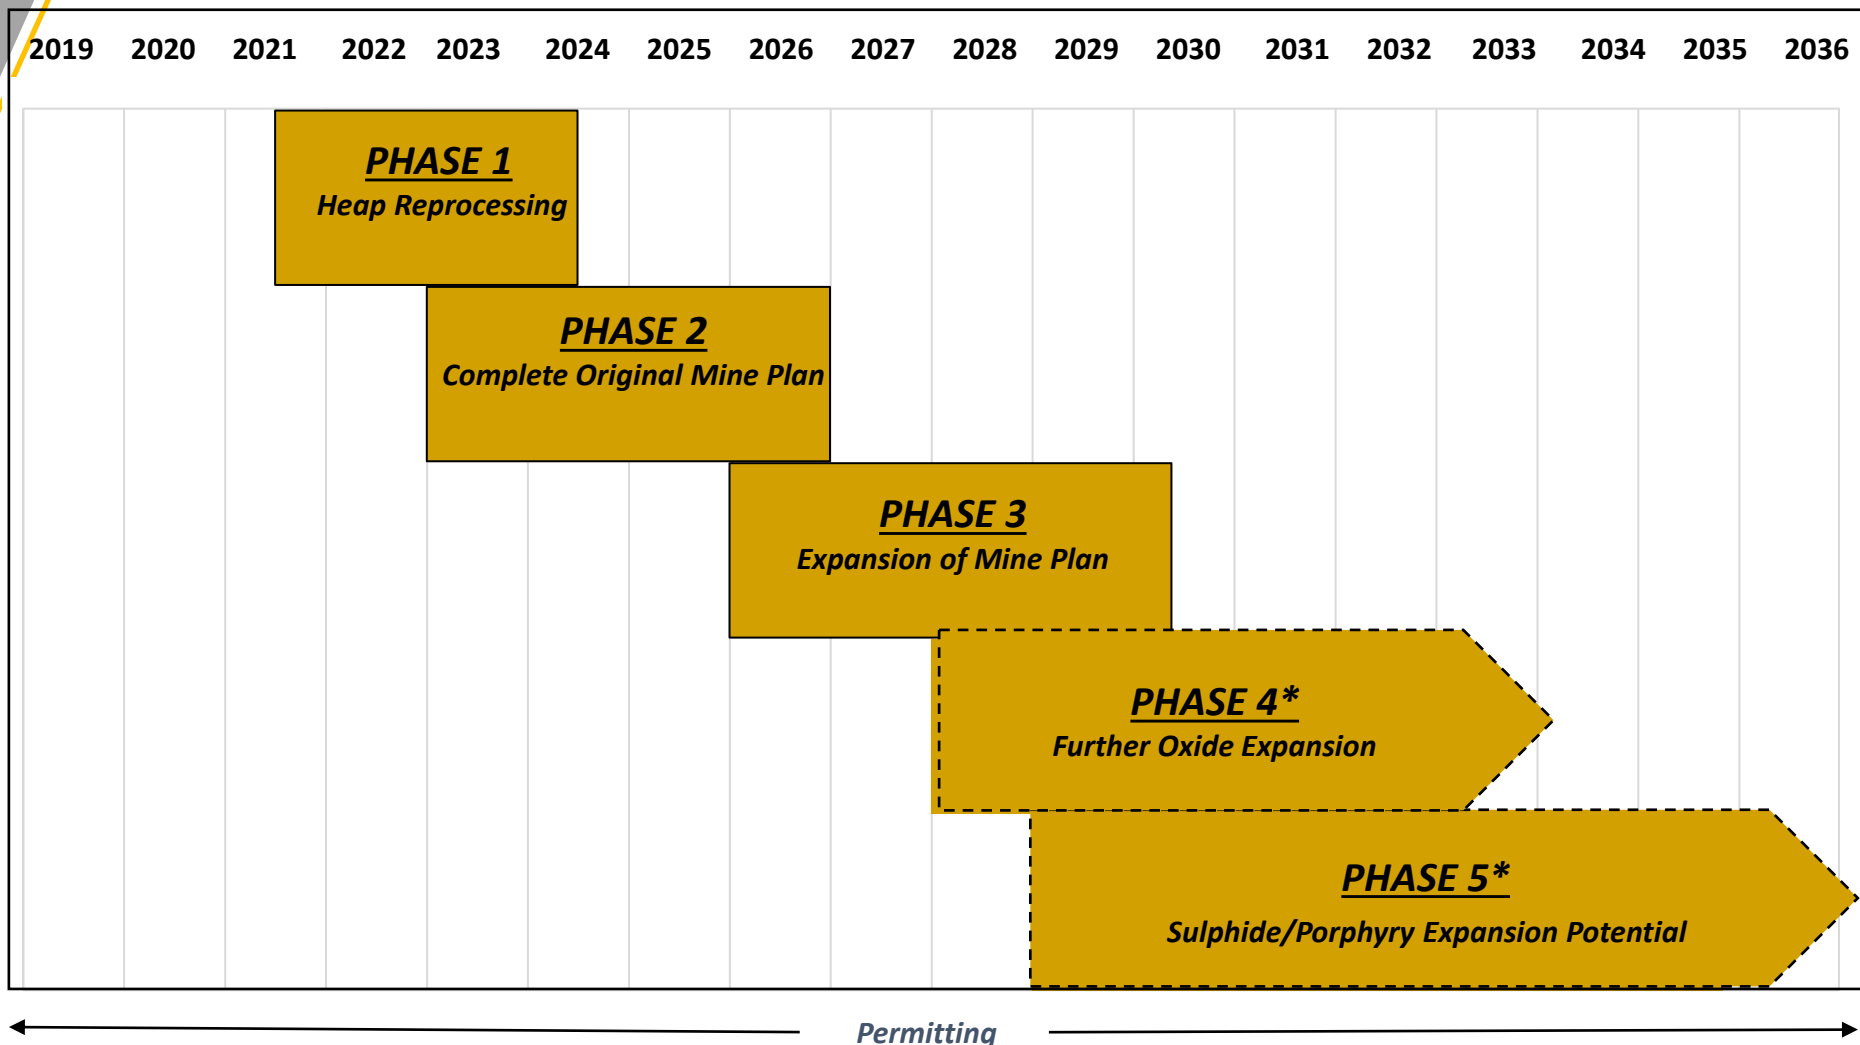 2019 2020 2021 2022 2023 2024 2025 2026 2027 2028 2029 2030 2031 2032 2033 2034 2035 2036
PHASE 1
Heap Reprocessing
PHASE 2
Complete Original Mine Plan
PHASE 3
Expansion of Mine Plan
PHASE 4*
Further Oxide Expansion
PHASE 5*
Sulphide/Porphyry Expansion Potential
Permitting